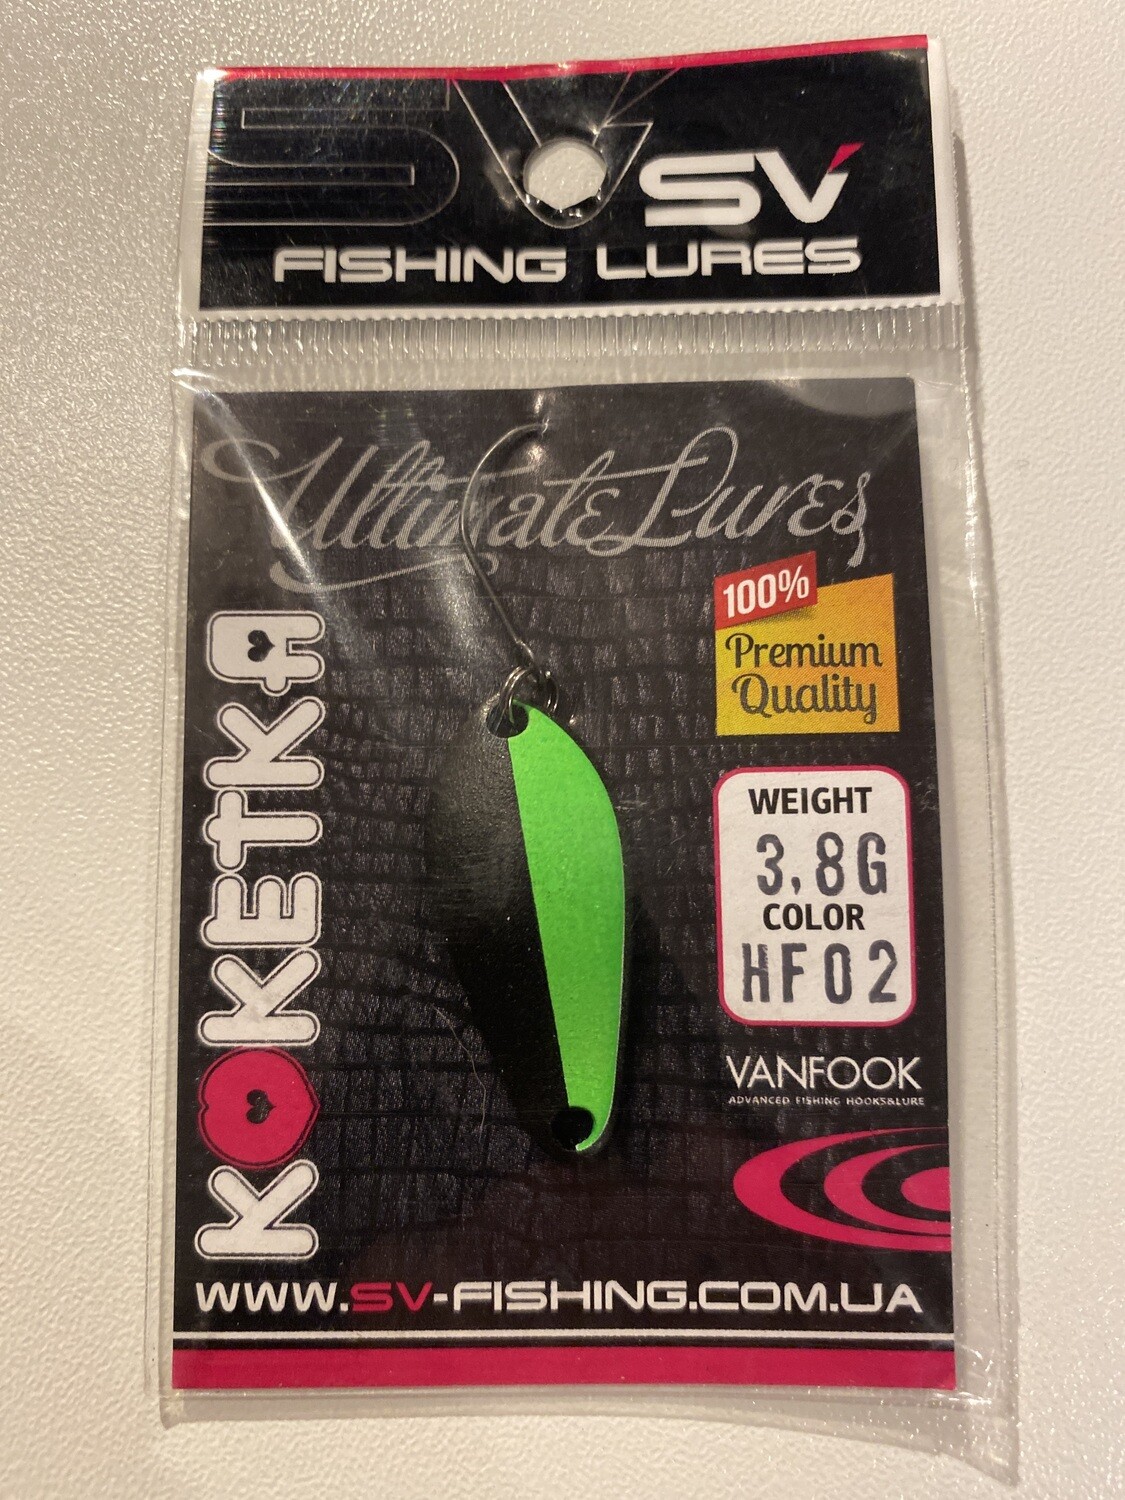 SV
SV
FISHING LURES
Ultimate Lures
100%
Premium
Quality
KOKETKA
WEIGHT
3,8G
COLOR
HF02
VANFOOK
ADVANCED FISHING HOOKS&LURE
WWW.SV-FISHING.COM.UA